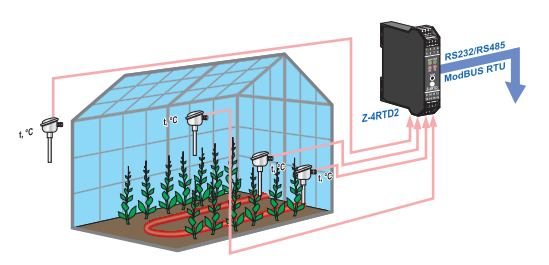 RS232/RS485
ModBUS RTU
Z-4RTD2
t, °C
t, °C
t, °C
t, °C